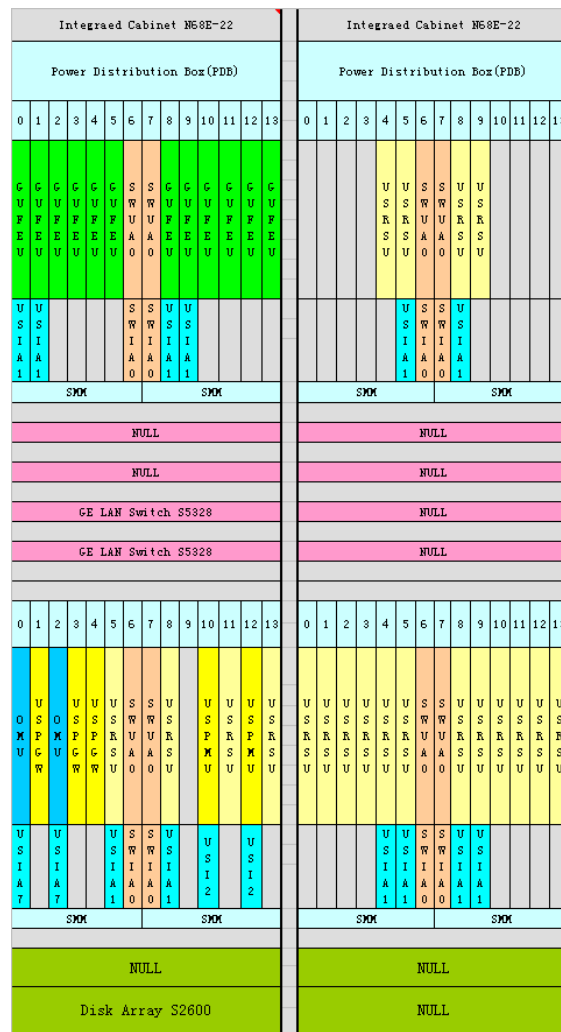 Integraed Cabinet N68E-22
Power Distribution Box(PDB)
0 1 2 3 4 5 6 7 8 9 10 11 12 13
GUFEU GUFEU GUFEU GUFEU GUFEU GUFEU SWUA0 SWUA0 GUFEU GUFEU GUFEU GUFEU GUFEU GUFEU
USIA1 USIA1 SWIA0 SWIA0 USIA1 USIA1
SMM SMM
NULL
NULL
GE LAN Switch S5328
GE LAN Switch S5328
0 1 2 3 4 5 6 7 8 9 10 11 12 13
OMU USPGW OMU USPGW USPGW USRSU SWUA0 SWUA0 USRSU USPMU USRSU USPMU USRSU
USIA7 USIA7 USIA1 SWIA0 SWIA0 USIA1 USI2 USI2
SMM SMM
NULL
Disk Array S2600
Integraed Cabinet N68E-22
Power Distribution Box(PDB)
0 1 2 3 4 5 6 7 8 9 10 11 12 13
USRSU USRSU SWUA0 SWUA0 USRSU USRSU
USIA1 SWIA0 SWIA0 USIA1
SMM SMM
NULL
NULL
NULL
NULL
0 1 2 3 4 5 6 7 8 9 10 11 12 13
USRSU USRSU USRSU USRSU USRSU USRSU SWUA0 SWUA0 USRSU USRSU USRSU USRSU USRSU USRSU
USIA1 USIA1 SWIA0 SWIA0 USIA1 USIA1
SMM SMM
NULL
NULL